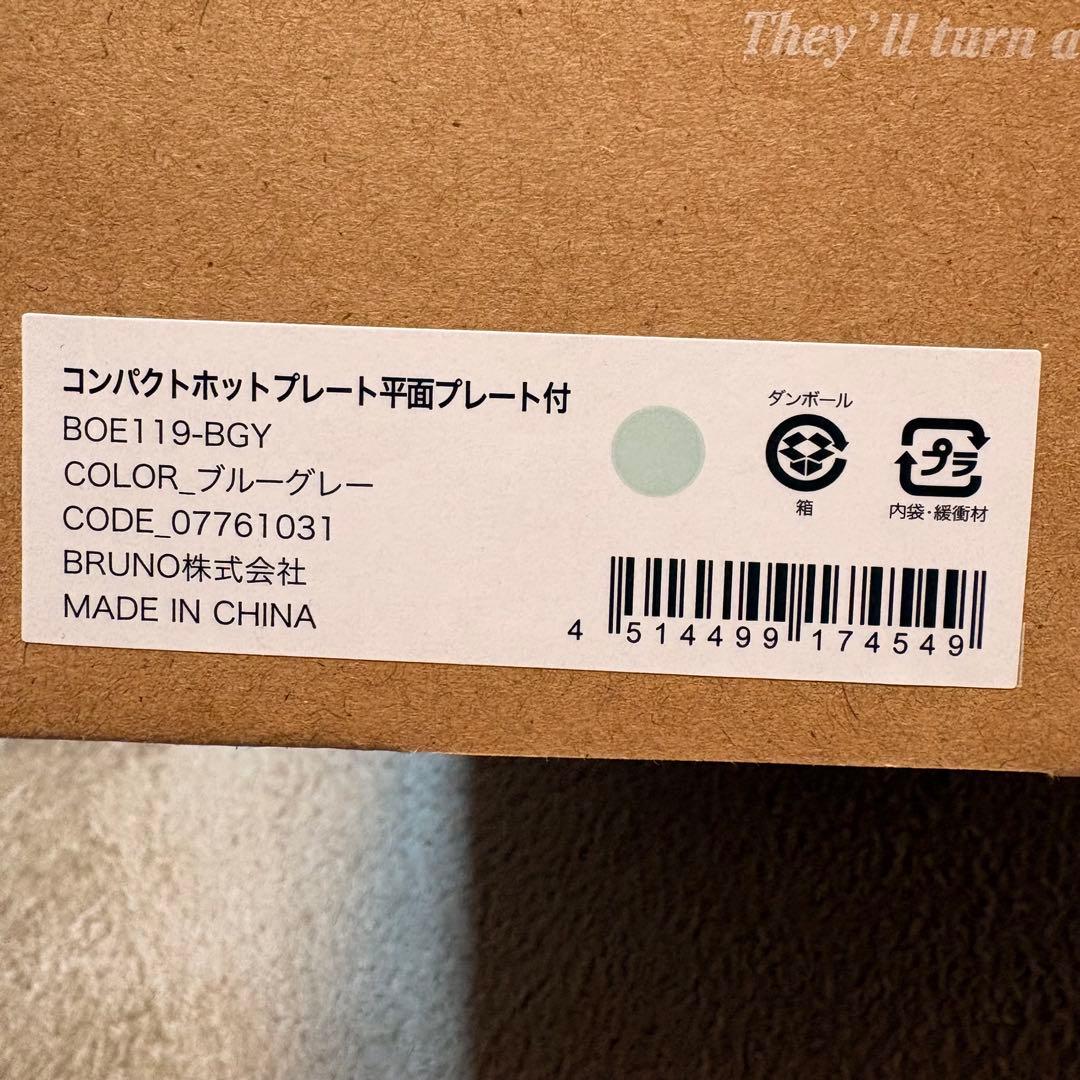 They'll turn a
コンパクトホットプレート平面プレート付
BOE119-BGY
COLOR_ブルーグレー
CODE_07761031
BRUNO株式会社
MADE IN CHINA
ダンボール
箱
プラ
内袋・緩衝材
4 514499 174549